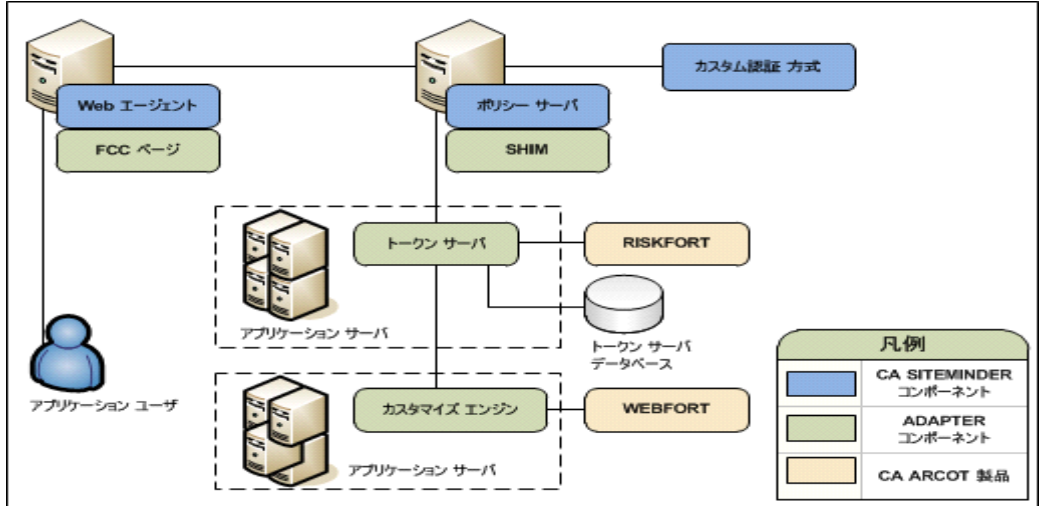 Web エージェント
FCC ページ
ポリシー サーバ
SHIM
カスタム認証 方式
トークン サーバ
RISKFORT
アプリケーション サーバ
トークン サーバ
データベース
アプリケーション ユーザ
カスタマイズ エンジン
WEBFORT
アプリケーション サーバ
凡例
CA SITEMINDER
コンポーネント
ADAPTER
コンポーネント
CA ARCOT 製品